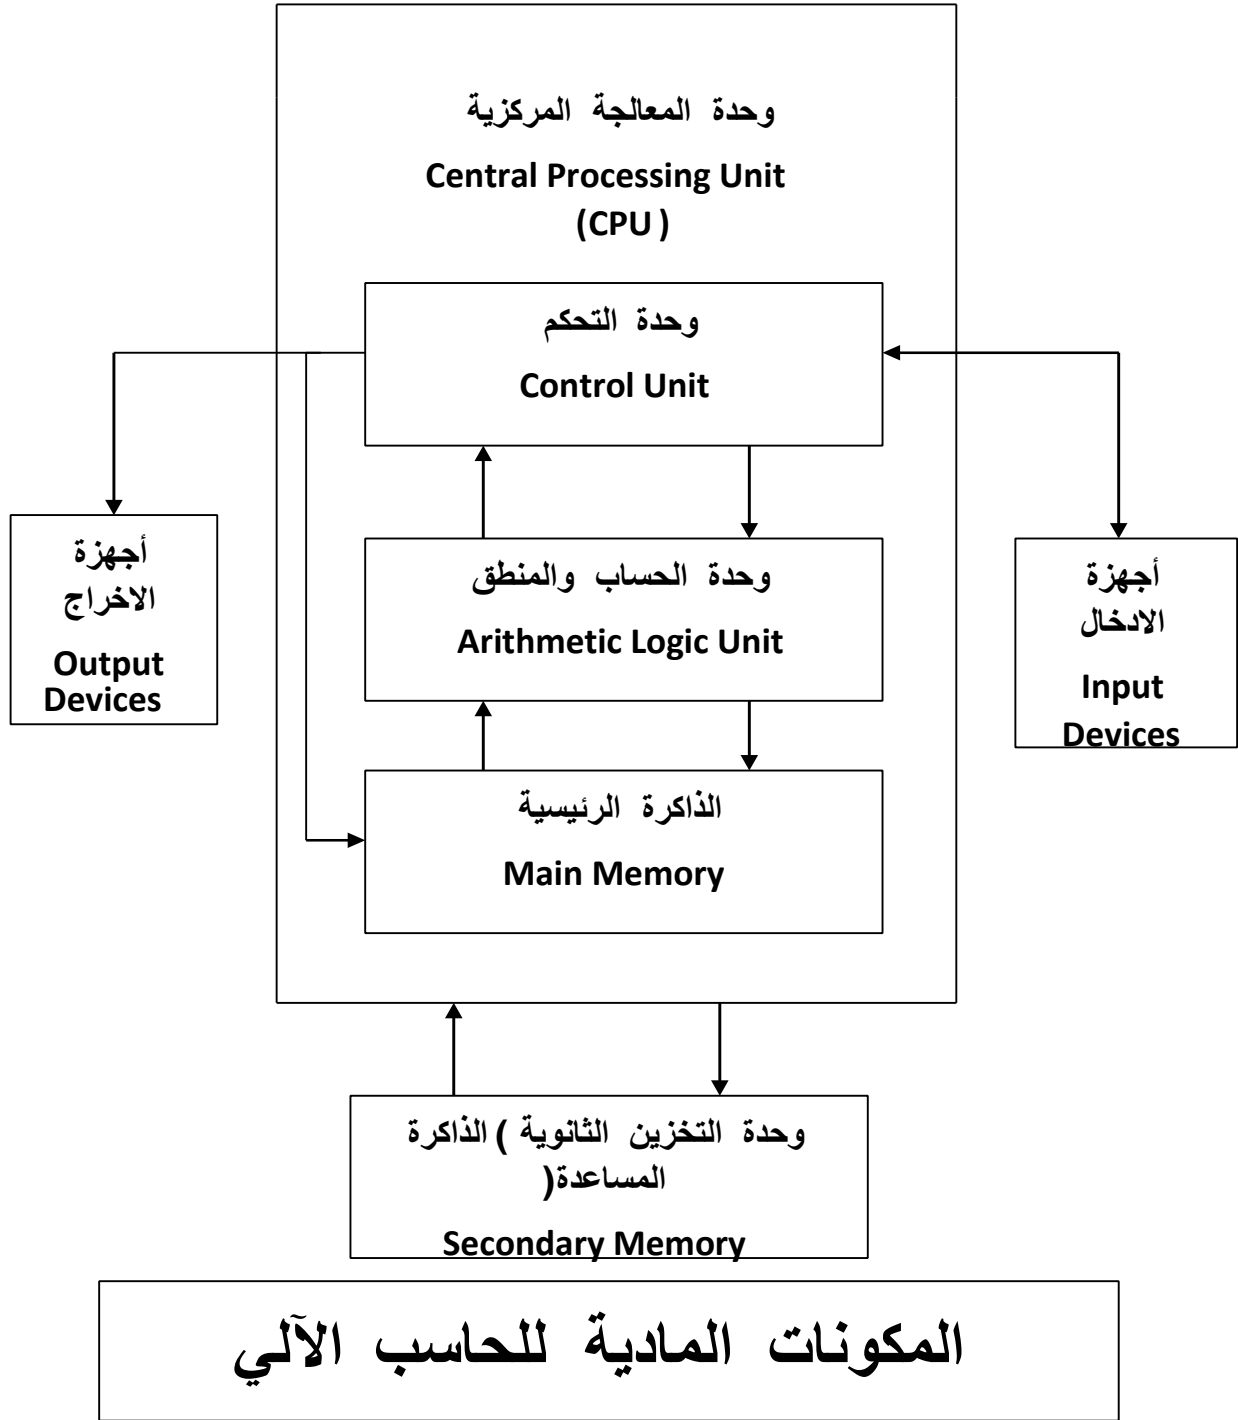 وحدة المعالجة المركزية
Central Processing Unit
(CPU )
وحدة التحكم
Control Unit
أجهزة
الاخراج
Output
Devices
وحدة الحساب والمنطق
Arithmetic Logic Unit
أجهزة
الادخال
Input
Devices
الذاكرة الرئيسية
Main Memory
وحدة التخزين الثانوية ) الذاكرة
المساعدة(
Secondary Memory
المكونات المادية للحاسب الآلي